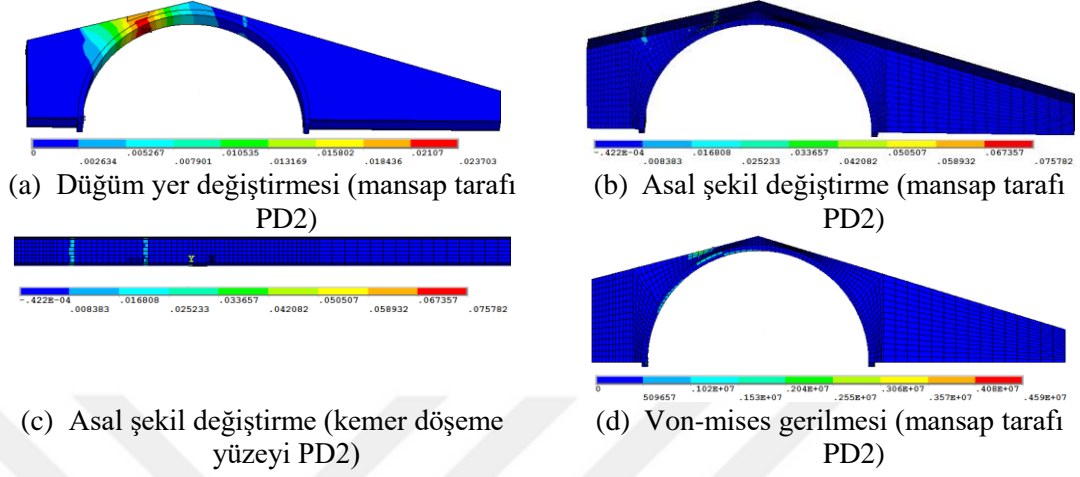 0 .005267 .010535 .015802 .02107
.002634 .007901 .013169 .018436 .023703
-.422E-04 .016808 .033657 .050507 .067357
.008383 .025233 .042082 .058932 .075782
(a) Düğüm yer değiştirmesi (mansap tarafı
PD2)
(b) Asal şekil değiştirme (mansap tarafı
PD2)
Y
-.422E-04 .016808 .033657 .050507 .067357
.008383 .025233 .042082 .058932 .075782
0 .102E+07 .204E+07 .306E+07 .408E+07
509657 .153E+07 .255E+07 .357E+07 .459E+07
(c) Asal şekil değiştirme (kemer döşeme
yüzeyi PD2)
(d) Von-mises gerilmesi (mansap tarafı
PD2)